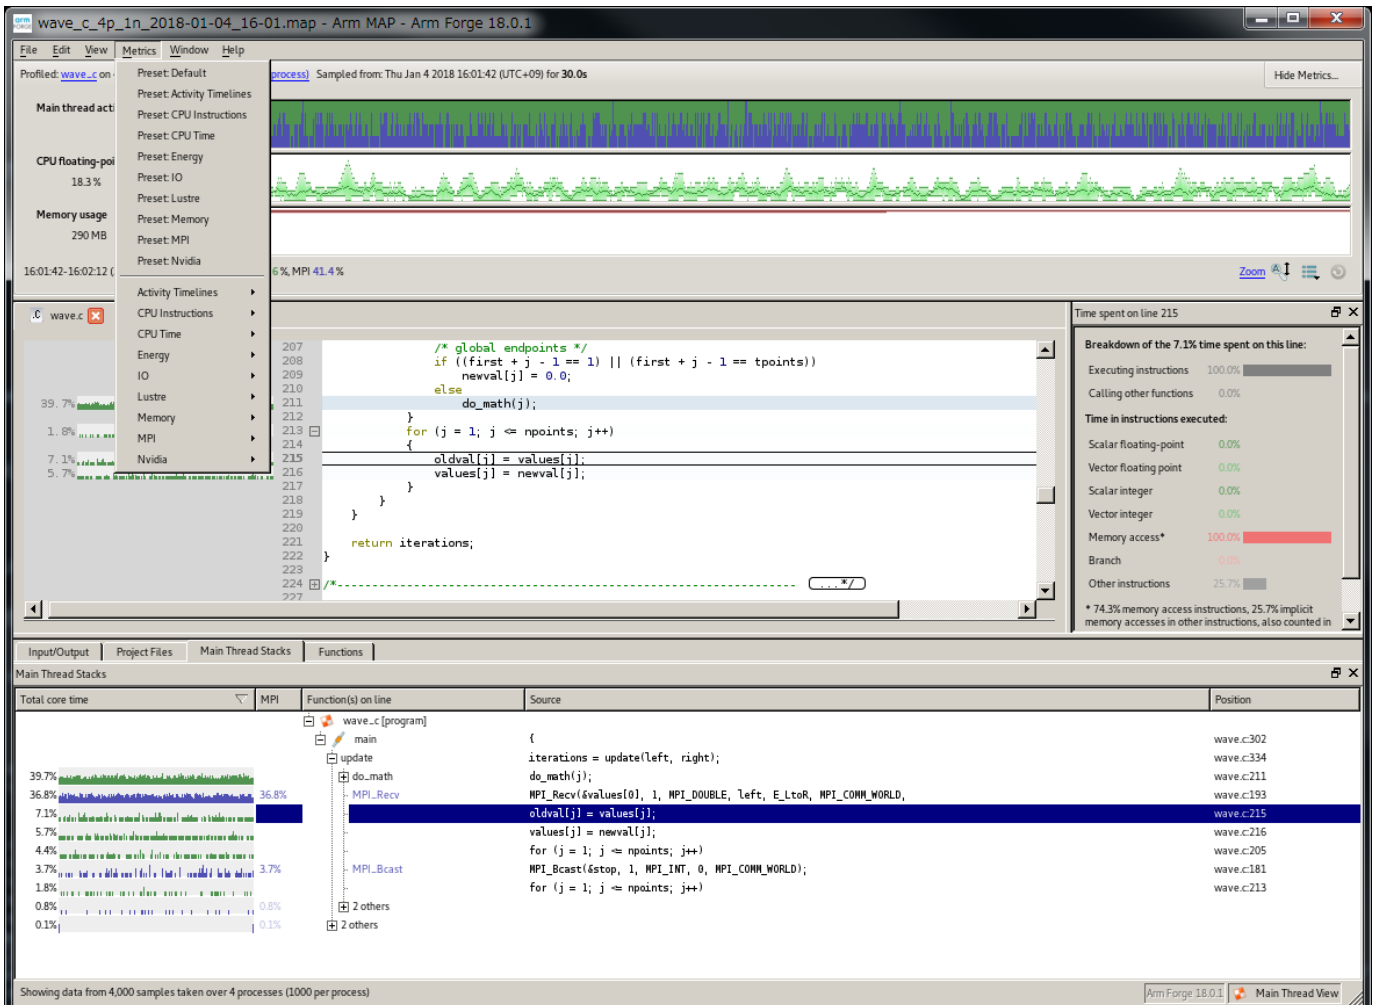 arm FORGE wave_c_4p_1n_2018-01-04_16-01.map - Arm MAP - Arm Forge 18.0.1
File Edit View Metrics Window Help
Profiled: wave_c on process) Sampled from: Thu Jan 4 2018 16:01:42 (UTC+09) for 30.0s Hide Metrics...
Preset: Default
Preset: Activity Timelines
Preset: CPU Instructions
Preset: CPU Time
Preset: Energy
Preset: IO
Preset: Lustre
Preset: Memory
Preset: MPI
Preset: Nvidia
Activity Timelines
CPU Instructions
CPU Time
Energy
IO
Lustre
Memory
MPI
Nvidia
Main thread acti
CPU floating-poi
18.3 %
Memory usage
290 MB
16:01:42-16:02:12 ( 6 %, MPI 41.4 % Zoom
.C wave.c
207 /* global endpoints */
208 if ((first + j - 1 == 1) || (first + j - 1 == tpoints))
209 newval[j] = 0.0;
210 else
39.7% 211 do_math(j);
212 }
1.8% 213 for (j = 1; j <= npoints; j++)
214 {
7.1% 215 oldval[j] = values[j];
5.7% 216 values[j] = newval[j];
217 }
218 }
219 }
220
221 return iterations;
222 }
223
224 /*---------------------------------------------------------------- ...*/
227
Time spent on line 215
Breakdown of the 7.1% time spent on this line:
Executing instructions 100.0%
Calling other functions 0.0%
Time in instructions executed:
Scalar floating-point 0.0%
Vector floating point 0.0%
Scalar integer 0.0%
Vector integer 0.0%
Memory access* 100.0%
Branch 0.0%
Other instructions 25.7%
* 74.3% memory access instructions, 25.7% implicit
memory accesses in other instructions, also counted in
Input/Output Project Files Main Thread Stacks Functions
Main Thread Stacks
Total core time MPI Function(s) on line Source Position
wave_c [program]
main { wave.c:302
update iterations = update(left, right); wave.c:334
39.7% do_math do_math(j); wave.c:211
36.8% 36.8% MPI_Recv MPI_Recv(&values[0], 1, MPI_DOUBLE, left, E_LtoR, MPI_COMM_WORLD, wave.c:193
7.1% oldval[j] = values[j]; wave.c:215
5.7% values[j] = newval[j]; wave.c:216
4.4% for (j = 1; j <= npoints; j++) wave.c:205
3.7% 3.7% MPI_Bcast MPI_Bcast(&stop, 1, MPI_INT, 0, MPI_COMM_WORLD); wave.c:181
1.8% for (j = 1; j <= npoints; j++) wave.c:213
0.8% 0.8% 2 others
0.1% 0.1% 2 others
Showing data from 4,000 samples taken over 4 processes (1000 per process) Arm Forge 18.0.1 Main Thread View